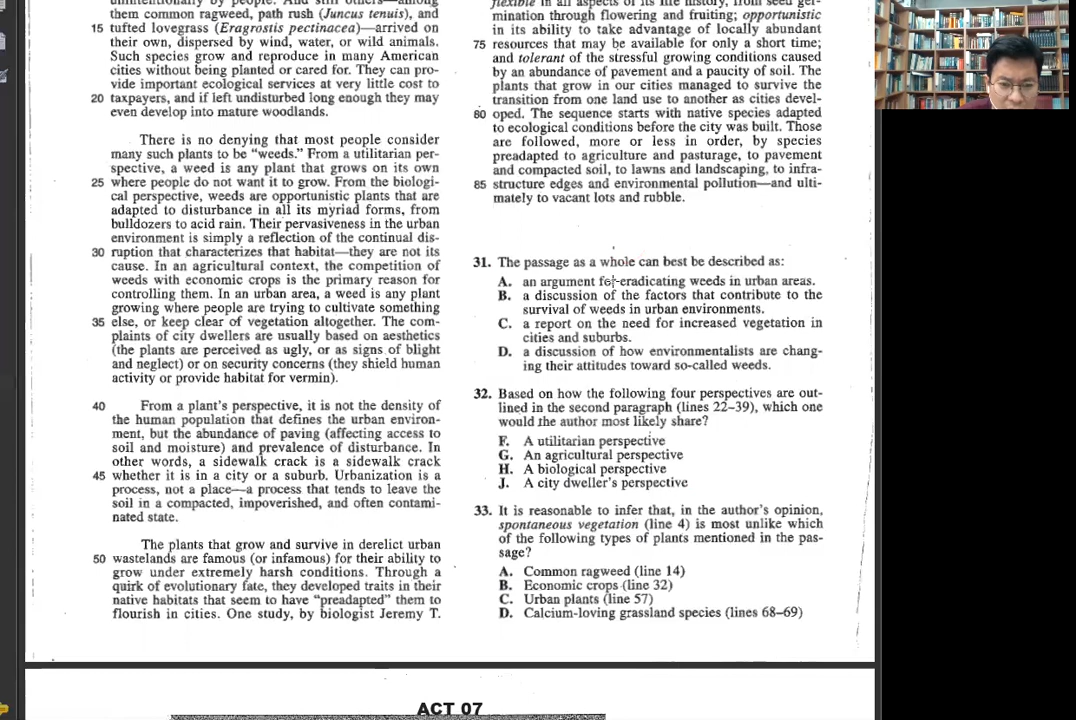 them common ragweed, path rush (Juncus tenuis), and
15 tufted lovegrass (Eragrostis pectinacea)—arrived on
their own, dispersed by wind, water, or wild animals.
Such species grow and reproduce in many American
cities without being planted or cared for. They can pro-
vide important ecological services at very little cost to
20 taxpayers, and if left undisturbed long enough they may
even develop into mature woodlands.
There is no denying that most people consider
many such plants to be “weeds.” From a utilitarian per-
spective, a weed is any plant that grows on its own
25 where people do not want it to grow. From the biologi-
cal perspective, weeds are opportunistic plants that are
adapted to disturbance in all its myriad forms, from
bulldozers to acid rain. Their pervasiveness in the urban
environment is simply a reflection of the continual dis-
30 ruption that characterizes that habitat—they are not its
cause. In an agricultural context, the competition of
weeds with economic crops is the primary reason for
controlling them. In an urban area, a weed is any plant
growing where people are trying to cultivate something
35 else, or keep clear of vegetation altogether. The com-
plaints of city dwellers are usually based on aesthetics
(the plants are perceived as ugly, or as signs of blight
and neglect) or on security concerns (they shield human
activity or provide habitat for vermin).
40 From a plant’s perspective, it is not the density of
the human population that defines the urban environ-
ment, but the abundance of paving (affecting access to
soil and moisture) and prevalence of disturbance. In
other words, a sidewalk crack is a sidewalk crack
45 whether it is in a city or a suburb. Urbanization is a
process, not a place—a process that tends to leave the
soil in a compacted, impoverished, and often contami-
nated state.
The plants that grow and survive in derelict urban
50 wastelands are famous (or infamous) for their ability to
grow under extremely harsh conditions. Through a
quirk of evolutionary fate, they developed traits in their
native habitats that seem to have “preadapted” them to
flourish in cities. One study, by biologist Jeremy T.
flexible in all aspects of its life history, from seed ger-
mination through flowering and fruiting; opportunistic
in its ability to take advantage of locally abundant
75 resources that may be available for only a short time;
and tolerant of the stressful growing conditions caused
by an abundance of pavement and a paucity of soil. The
plants that grow in our cities managed to survive the
transition from one land use to another as cities devel-
80 oped. The sequence starts with native species adapted
to ecological conditions before the city was built. Those
are followed, more or less in order, by species
preadapted to agriculture and pasturage, to pavement
and compacted soil, to lawns and landscaping, to infra-
85 structure edges and environmental pollution—and ulti-
mately to vacant lots and rubble.
31. The passage as a whole can best be described as:
A. an argument for eradicating weeds in urban areas.
B. a discussion of the factors that contribute to the
survival of weeds in urban environments.
C. a report on the need for increased vegetation in
cities and suburbs.
D. a discussion of how environmentalists are chang-
ing their attitudes toward so-called weeds.
32. Based on how the following four perspectives are out-
lined in the second paragraph (lines 22–39), which one
would the author most likely share?
F. A utilitarian perspective
G. An agricultural perspective
H. A biological perspective
J. A city dweller’s perspective
33. It is reasonable to infer that, in the author’s opinion,
spontaneous vegetation (line 4) is most unlike which
of the following types of plants mentioned in the pas-
sage?
A. Common ragweed (line 14)
B. Economic crops (line 32)
C. Urban plants (line 57)
D. Calcium-loving grassland species (lines 68–69)
ACT 07